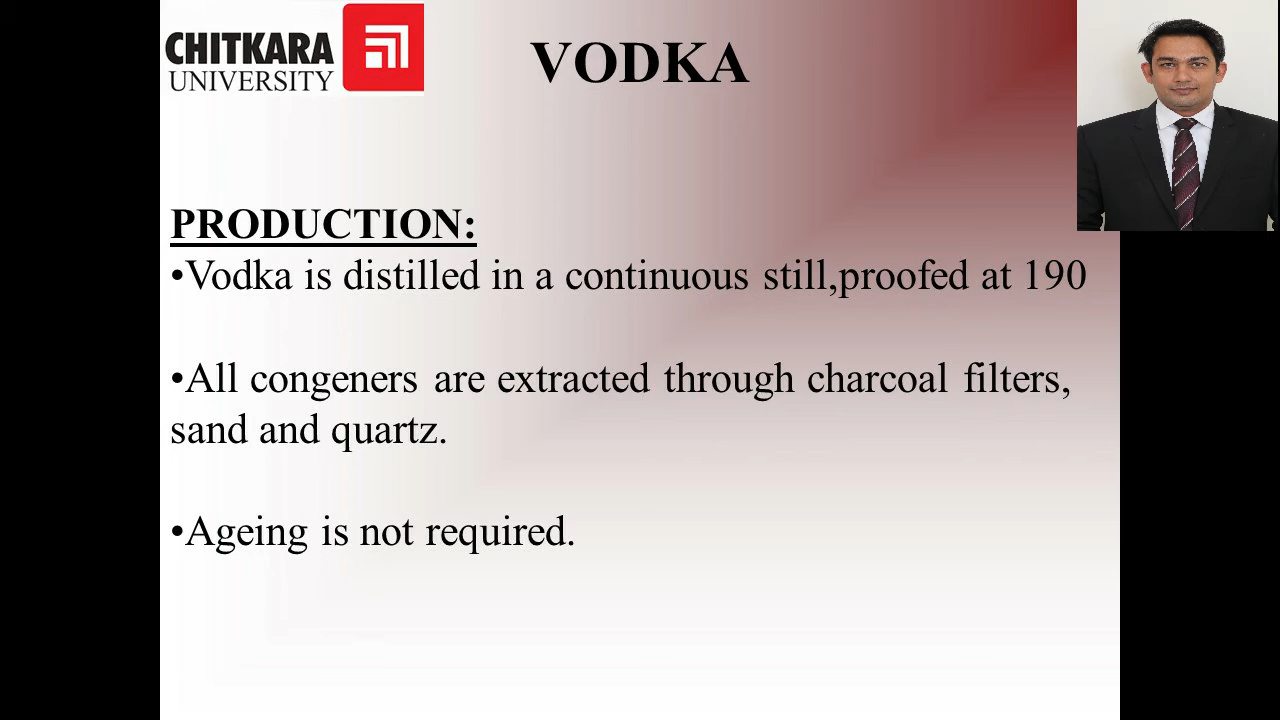 CHITKARA
UNIVERSITY
VODKA
PRODUCTION:
•Vodka is distilled in a continuous still,proofed at 190
•All congeners are extracted through charcoal filters,
sand and quartz.
•Ageing is not required.